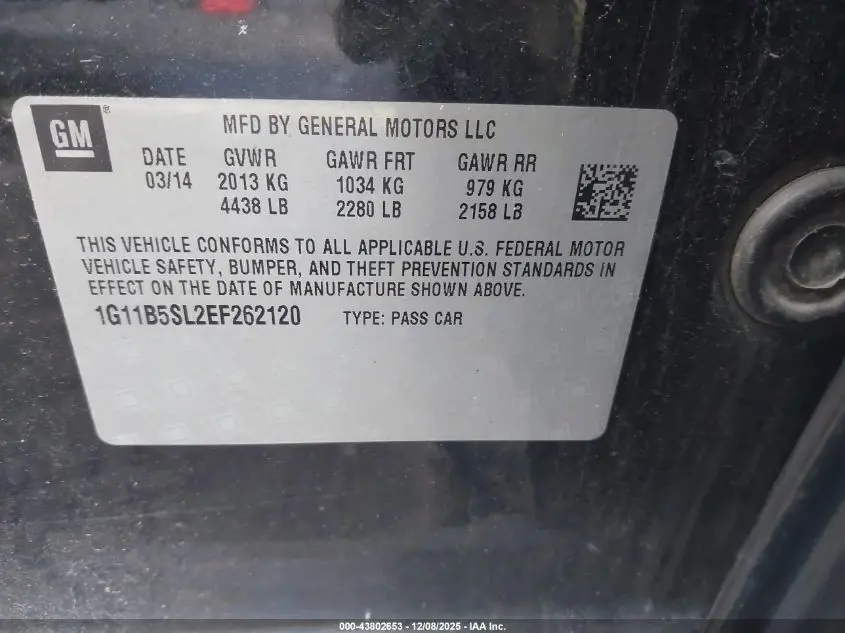 GM®
MFD BY GENERAL MOTORS LLC
DATE GVWR GAWR FRT GAWR RR
03/14 2013 KG 1034 KG 979 KG
4438 LB 2280 LB 2158 LB
THIS VEHICLE CONFORMS TO ALL APPLICABLE U.S. FEDERAL MOTOR
VEHICLE SAFETY, BUMPER, AND THEFT PREVENTION STANDARDS IN
EFFECT ON THE DATE OF MANUFACTURE SHOWN ABOVE.
1G11B5SL2EF262120 TYPE: PASS CAR
000-43802653 - 12/08/2025 - IAA Inc.